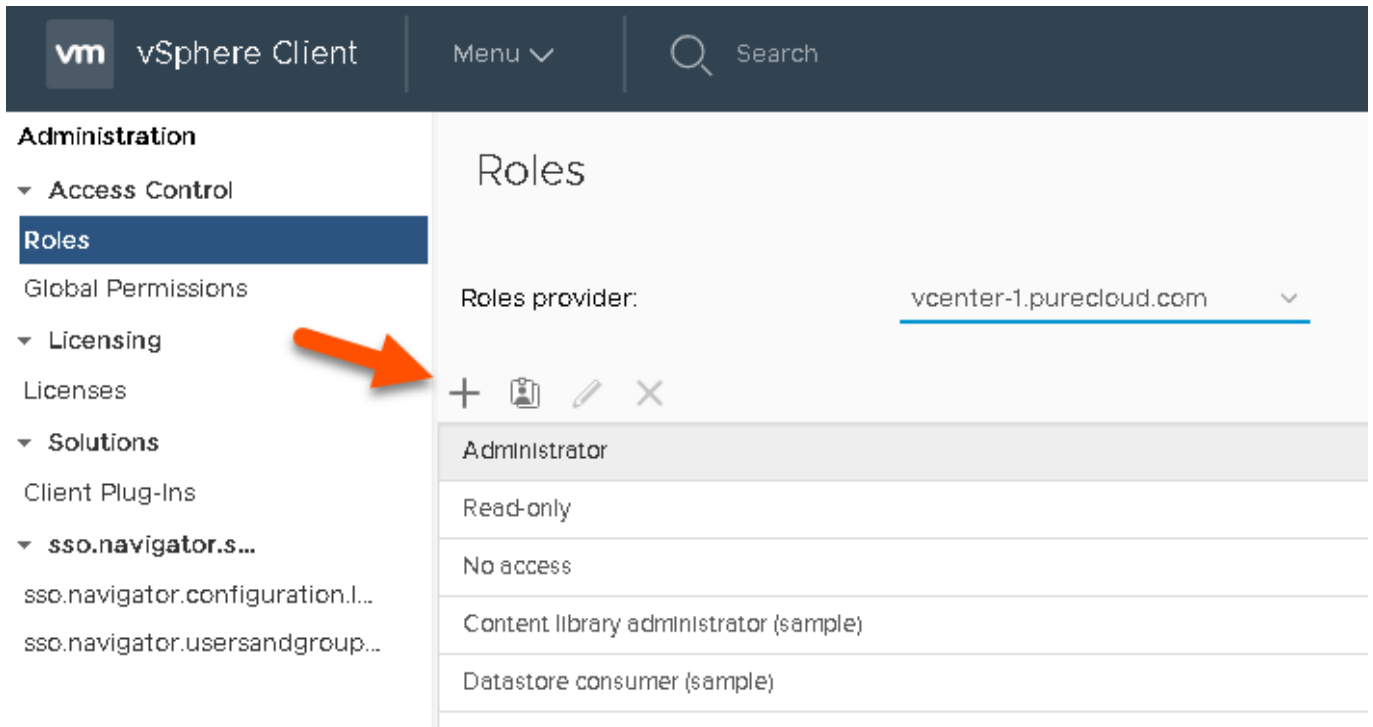 vm vSphere Client Menu Search
Administration
Access Control
Roles
Global Permissions
Licensing
Licenses
Solutions
Client Plug-Ins
sso.navigator.s...
sso.navigator.configuration.l...
sso.navigator.usersandgroup...
Roles
Roles provider: vcenter-1.purecloud.com
Administrator
Read-only
No access
Content library administrator (sample)
Datastore consumer (sample)